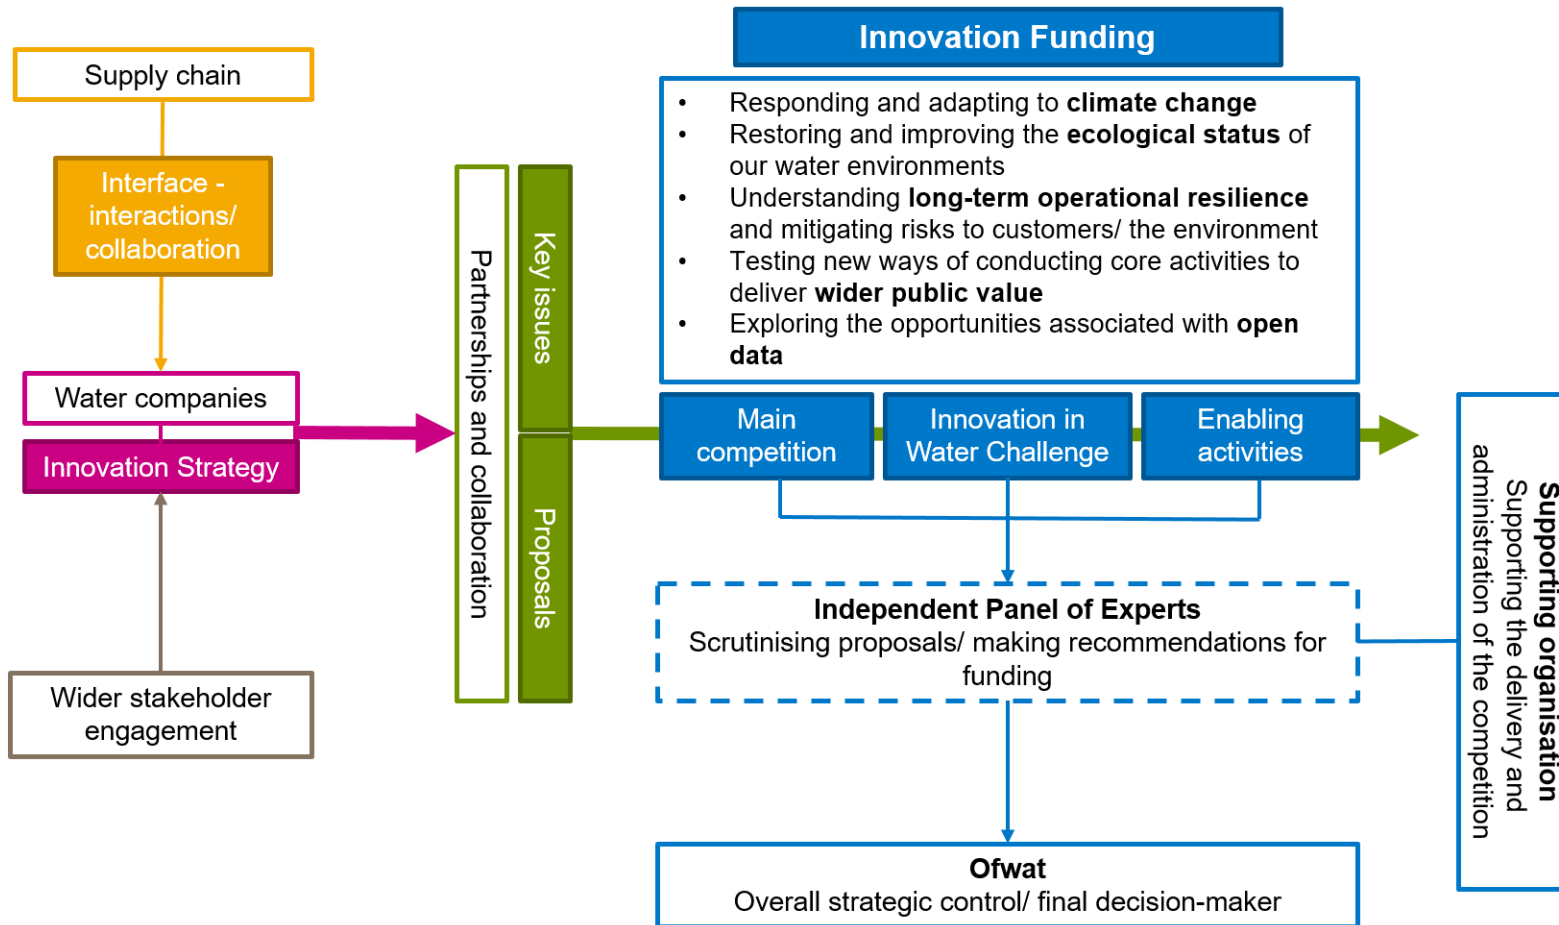 Innovation Funding
Supply chain
Interface -
interactions/
collaboration
Water companies
Innovation Strategy
Wider stakeholder
engagement
Partnerships and collaboration
Key issues
Proposals
• Responding and adapting to climate change
• Restoring and improving the ecological status of
our water environments
• Understanding long-term operational resilience
and mitigating risks to customers/ the environment
• Testing new ways of conducting core activities to
deliver wider public value
• Exploring the opportunities associated with open
data
Main
competition
Innovation in
Water Challenge
Enabling
activities
Independent Panel of Experts
Scrutinising proposals/ making recommendations for
funding
Ofwat
Overall strategic control/ final decision-maker
Supporting organisation
Supporting the delivery and
administration of the competition